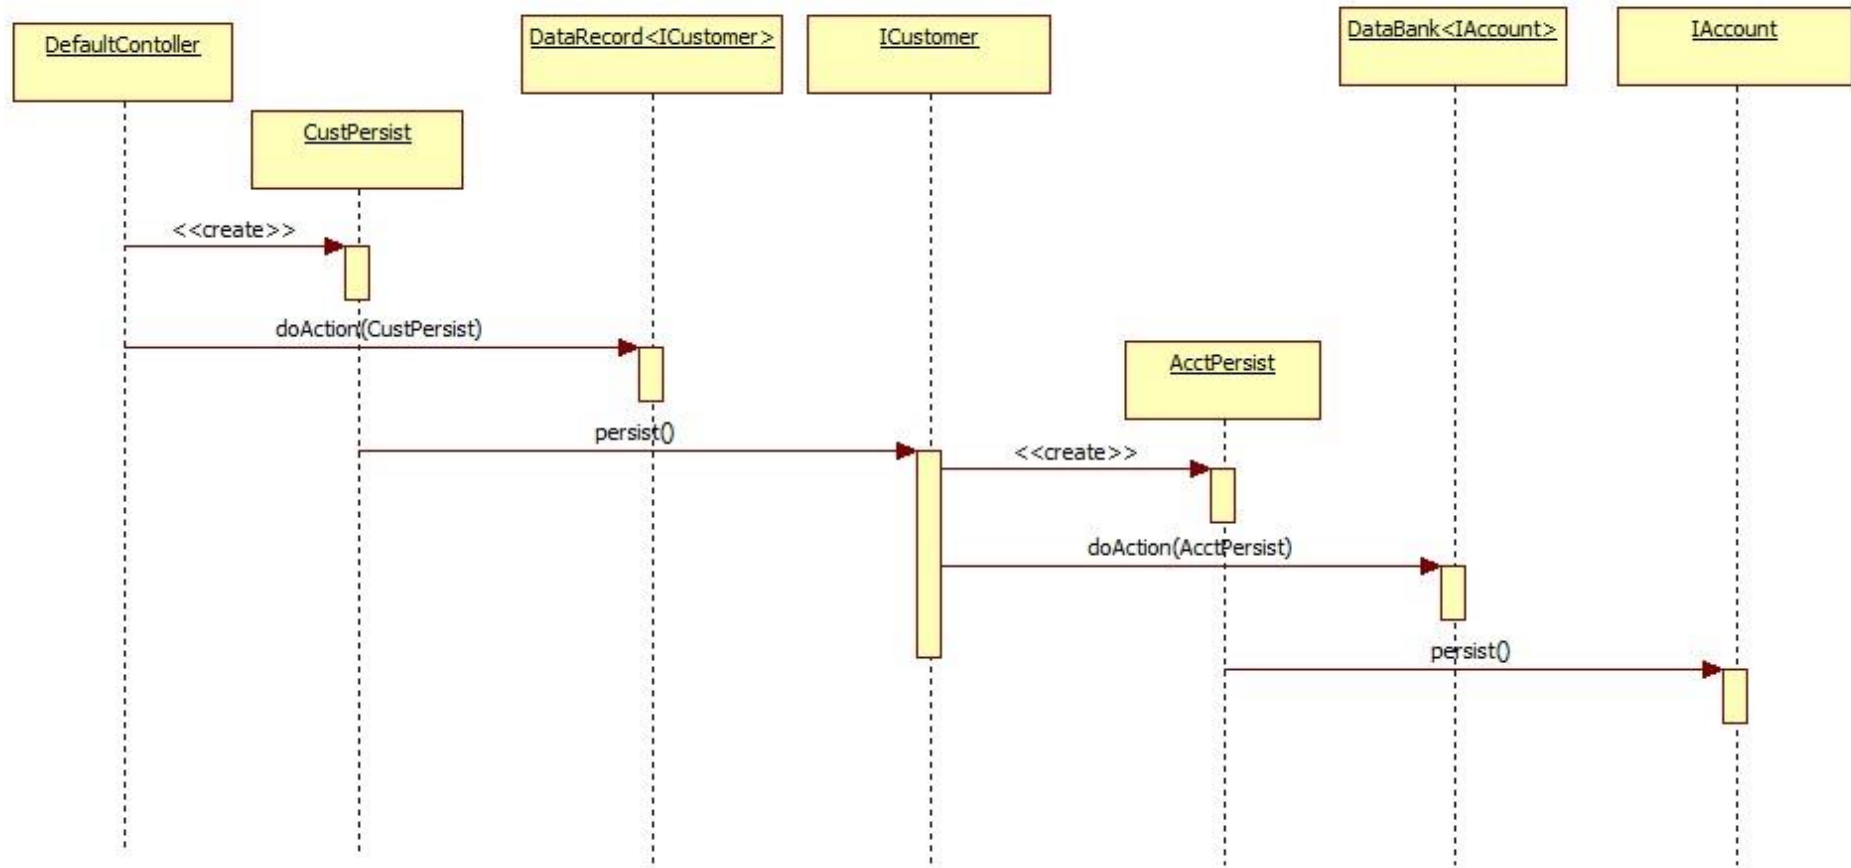 DefaultContoller
DataRecord<ICustomer>
ICustomer
DataBank<IAccount>
IAccount
CustPersist
<<create>>
doAction(CustPersist)
AcctPersist
persist()
<<create>>
doAction(AcctPersist)
persist()